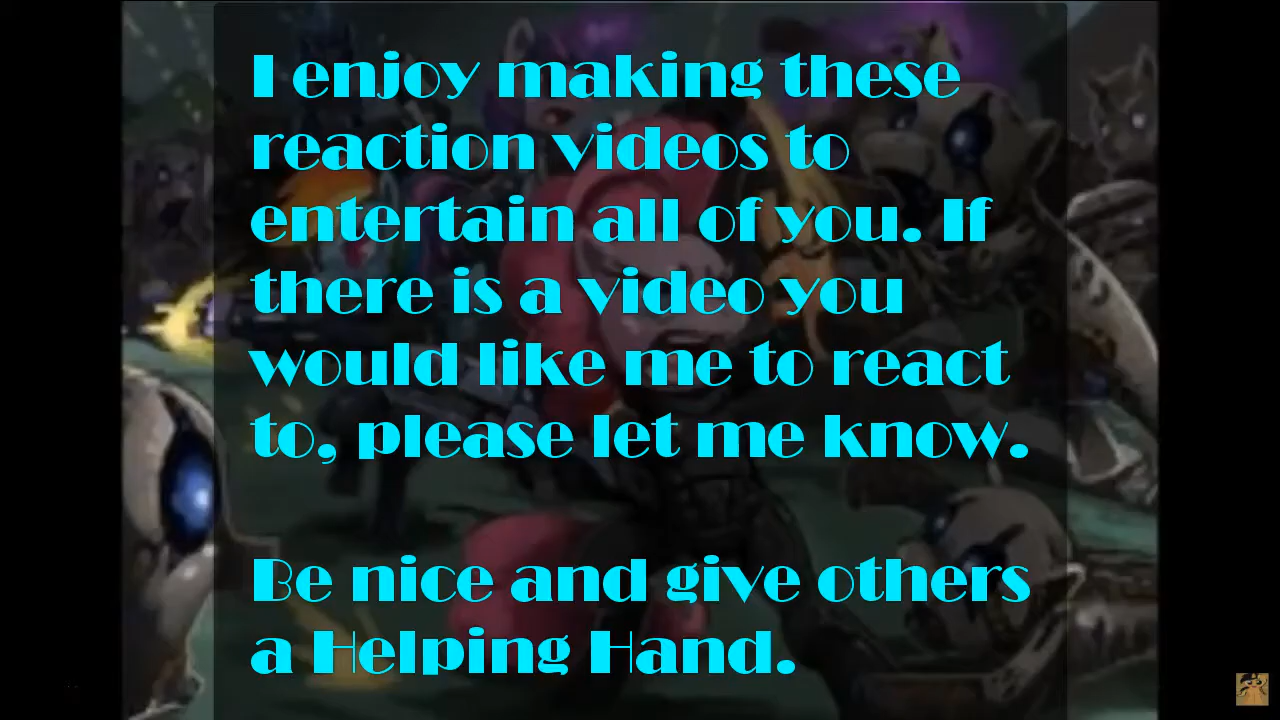 I enjoy making these
reaction videos to
entertain all of you. If
there is a video you
would like me to react
to, please let me know.
Be nice and give others
a Helping Hand.